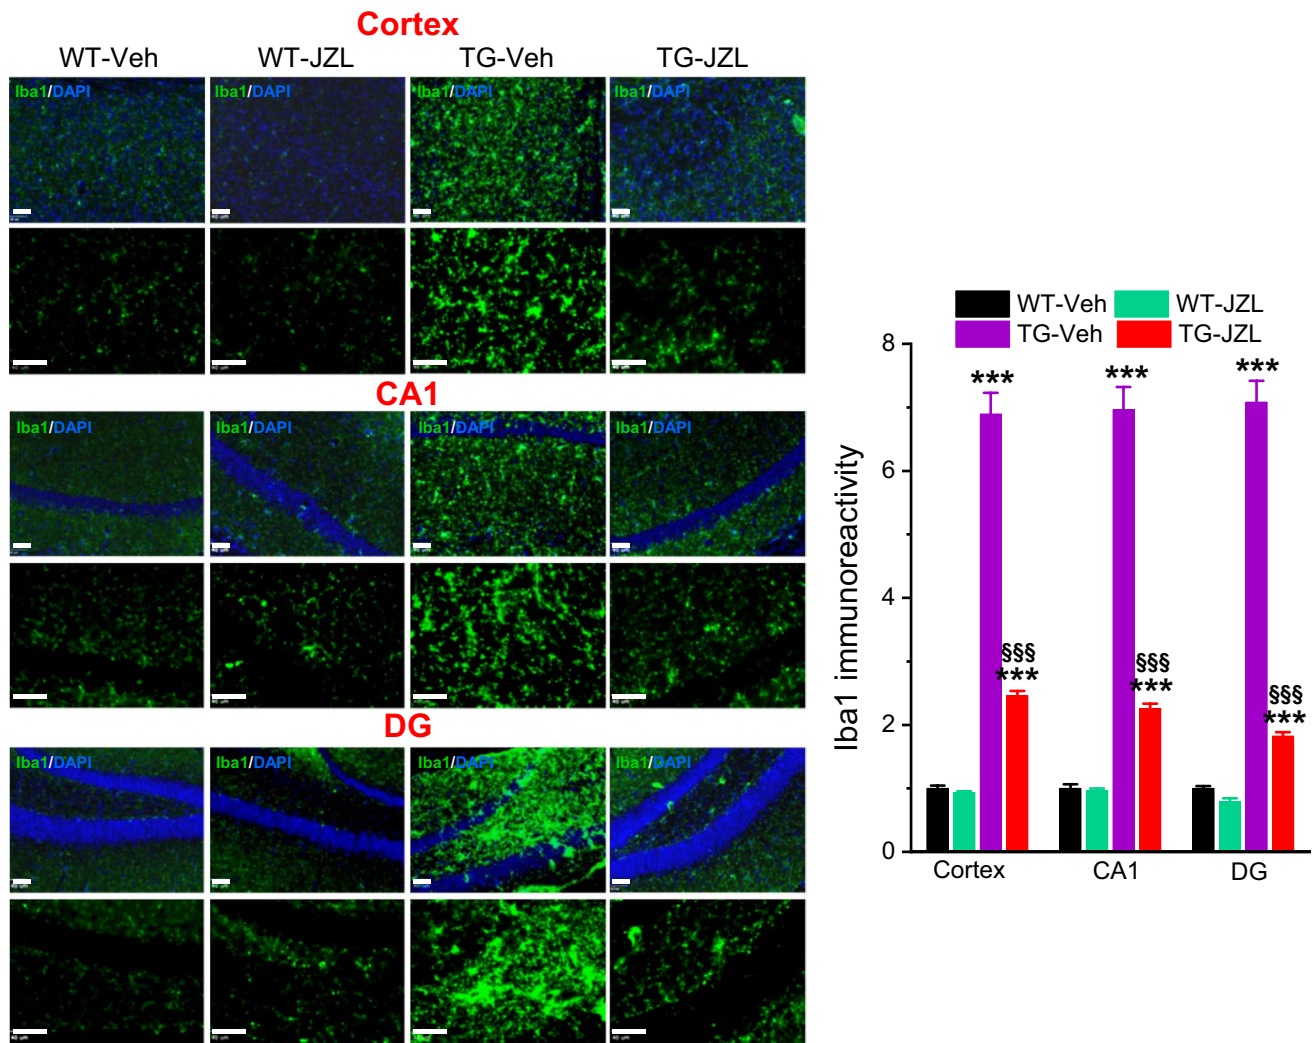 Cortex
WT-Veh WT-JZL TG-Veh TG-JZL
Iba1/DAPI Iba1/DAPI Iba1/DAPI Iba1/DAPI
CA1
Iba1/DAPI Iba1/DAPI Iba1/DAPI Iba1/DAPI
DG
Iba1/DAPI Iba1/DAPI Iba1/DAPI Iba1/DAPI
WT-Veh WT-JZL
TG-Veh TG-JZL
Iba1 immunoreactivity
8
6
4
2
0
*** *** ***
§§§ §§§ §§§
*** *** ***
Cortex CA1 DG